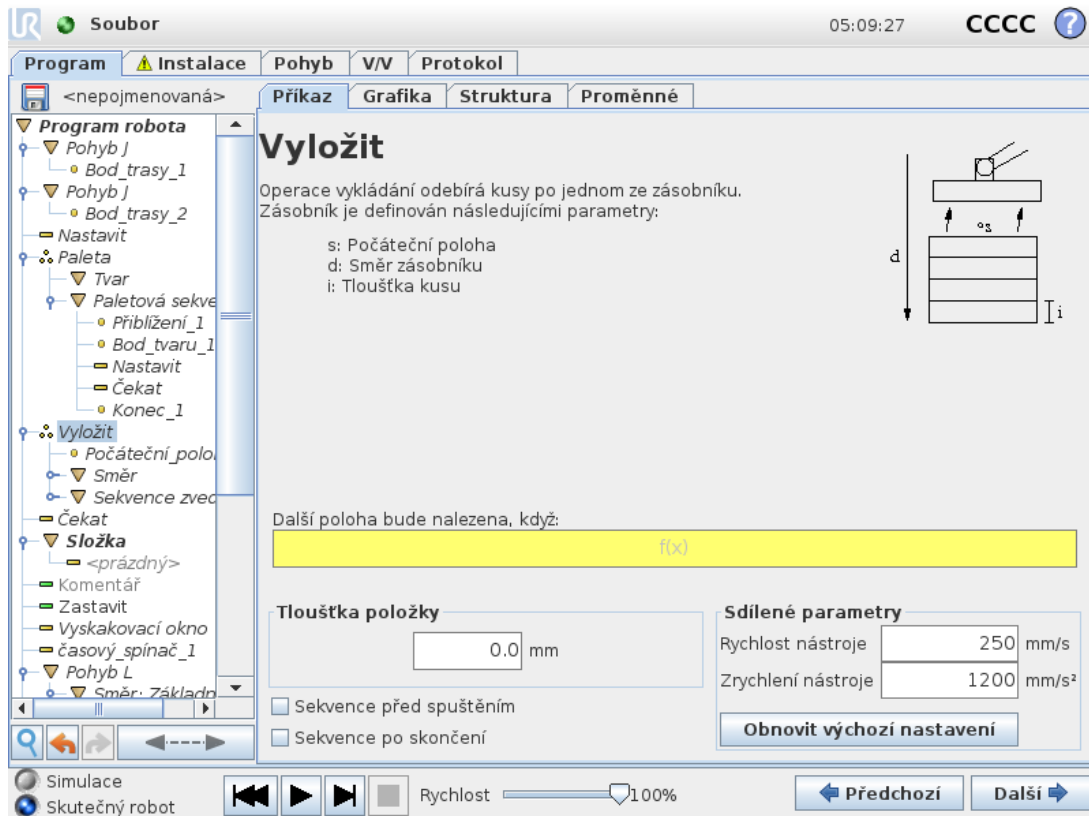 Soubor 05:09:27 CCCC ?
Program Instalace Pohyb V/V Protokol
<nepojmenovaná> Příkaz Grafika Struktura Proměnné
Program robota
Pohyb J
Bod_trasy_1
Pohyb J
Bod_trasy_2
Nastavit
Paleta
Tvar
Paletová sekve
Přiblížení_1
Bod_tvaru_1
Nastavit
Čekat
Konec_1
Vyložit
Počáteční_polo
Směr
Sekvence zved
Čekat
Složka
<prázdný>
Komentář
Zastavit
Vyskakovací okno
časový_spínač_1
Pohyb L
Směr: Základn
Vyložit
Operace vykládání odebírá kusy po jednom ze zásobníku.
Zásobník je definován následujícími parametry:
s: Počáteční poloha
d: Směr zásobníku
i: Tloušťka kusu
s
d
i
Další poloha bude nalezena, když:
f(x)
Tloušťka položky
0.0 mm
Sekvence před spuštěním
Sekvence po skončení
Sdílené parametry
Rychlost nástroje 250 mm/s
Zrychlení nástroje 1200 mm/s²
Obnovit výchozí nastavení
Simulace
Skutečný robot
Rychlost 100%
Předchozí Další